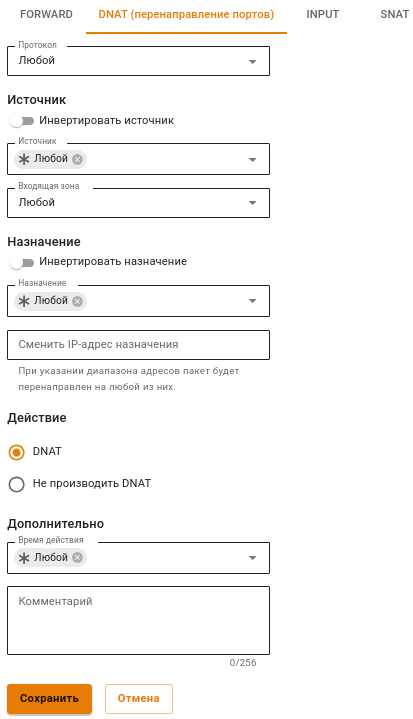 FORWARD DNAT (перенаправление портов) INPUT SNAT
Протокол
Любой
Источник
Инвертировать источник
Источник
Любой
Входящая зона
Любой
Назначение
Инвертировать назначение
Назначение
Любой
Сменить IP-адрес назначения
При указании диапазона адресов пакет будет
перенаправлен на любой из них.
Действие
DNAT
Не производить DNAT
Дополнительно
Время действия
Любой
Комментарий
0/256
Сохранить Отмена